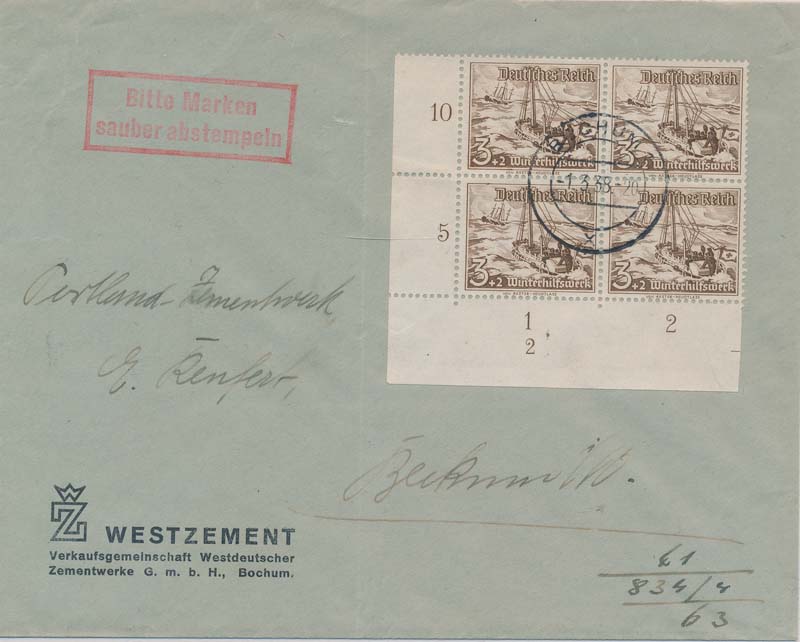 Bitte Marken
sauber abstempeln
10
Deutsches Reich
3+2 Winterhilfswerk
Deutsches Reich
3+2 Winterhilfswerk
BOCHUM
-1.3.38.-20
5
Deutsches Reich
3+2 Winterhilfswerk
Deutsches Reich
3+2 Winterhilfswerk
1 2
2
Portland-Zementwerk
E. Renfert,
Beckum i/W.
Z WESTZEMENT
Verkaufsgemeinschaft Westdeutscher
Zementwerke G. m. b. H., Bochum.
834/4
63